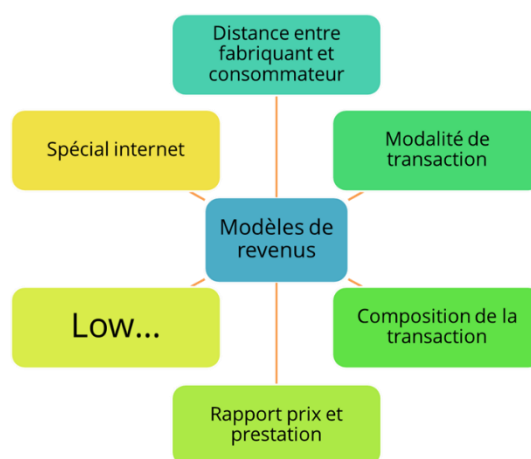 Distance entre
fabriquant et
consommateur
Spécial internet
Modalité de
transaction
Modèles de
revenus
Low...
Composition de la
transaction
Rapport prix et
prestation